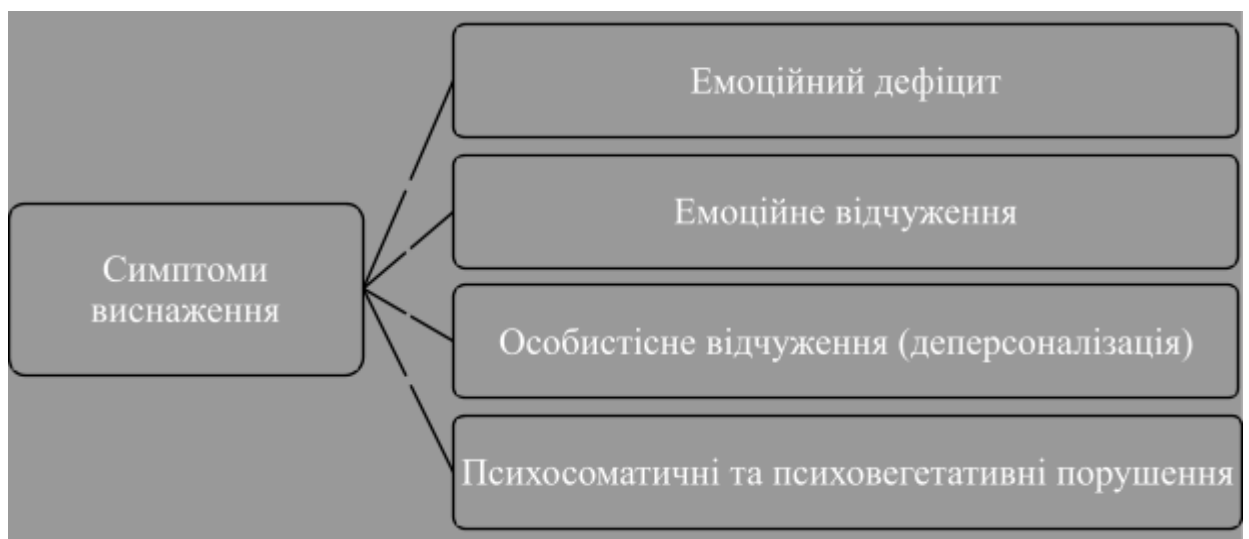 Симптоми
виснаження
Емоційний дефіцит
Емоційне відчуження
Особистісне відчуження (деперсоналізація)
Психосоматичні та психовегетативні порушення